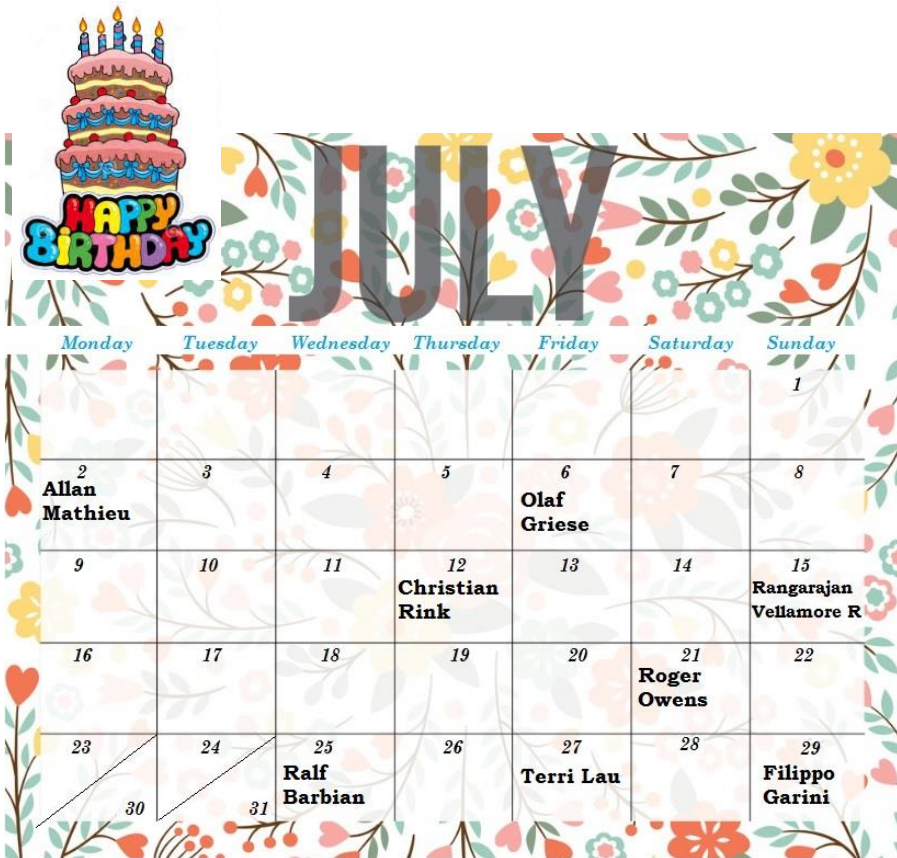 HAPPY
BIRTHDAY
JULY
Monday Tuesday Wednesday Thursday Friday Saturday Sunday
1
2 3 4 5 6 7 8
Allan
Mathieu
Olaf
Griese
9 10 11 12 13 14 15
Christian
Rink
Rangarajan
Vellamore R
16 17 18 19 20 21 22
Roger
Owens
23 24 25 26 27 28 29
Ralf
Barbian
Terri Lau
Filippo
Garini
30 31